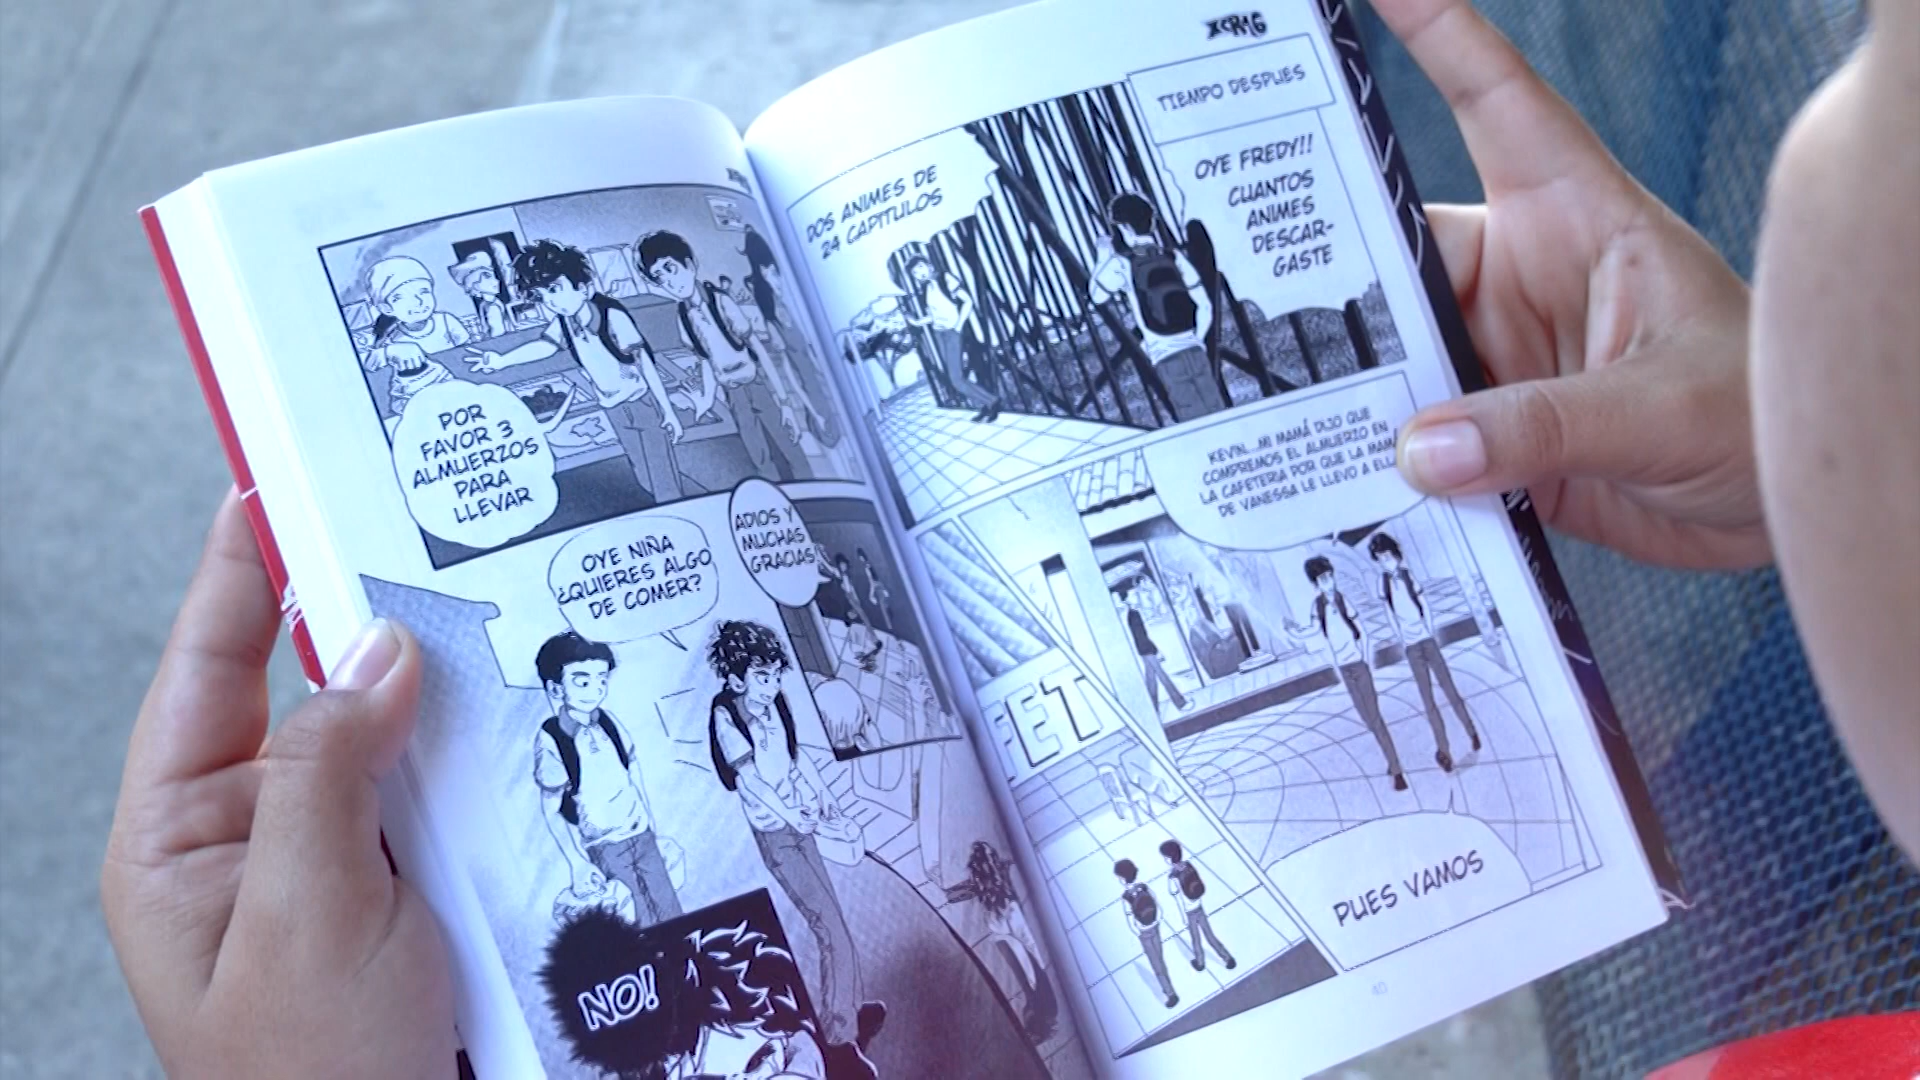 TIEMPO DESPUES
OYE FREDY!!
CUANTOS
ANIMES
DESCAR-
GASTE
DOS ANIMES DE
24 CAPITULOS
KEVIN...MI MAMÁ DIJO QUE
COMPREMOS EL ALMUERZO EN
LA CAFETERIA POR QUE LA MAMÁ
DE VANESSA LE LLEVO A ELLA
FET
PUES VAMOS
40
POR
FAVOR 3
ALMUERZOS
PARA
LLEVAR
ADIOS Y
MUCHAS
GRACIAS
OYE NIÑA
¿QUIERES ALGO
DE COMER?
NO!